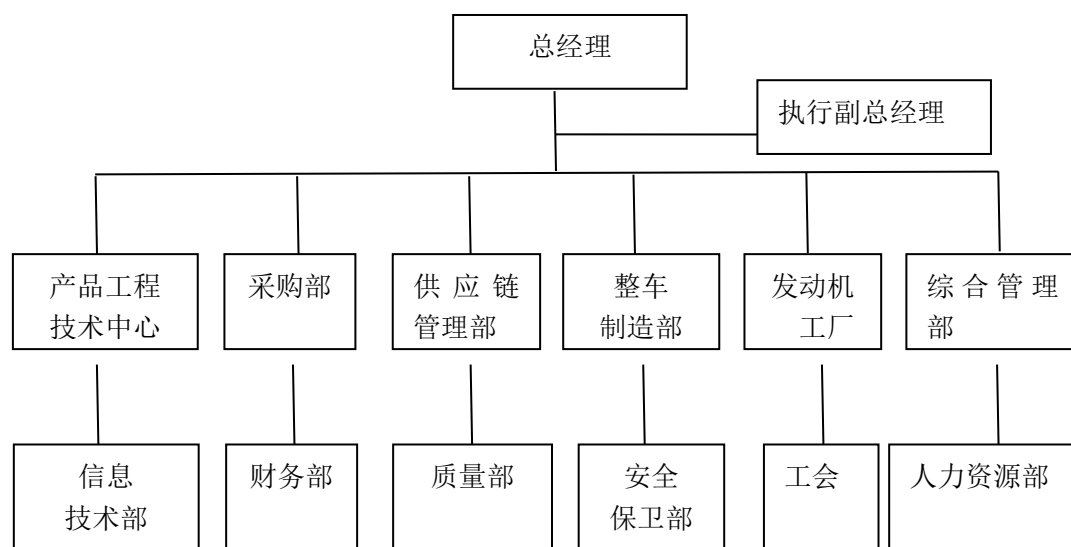 总经理
执行副总经理
产品工程
技术中心
采购部
供应链
管理部
整车
制造部
发动机
工厂
综合管理
部
信息
技术部
财务部
质量部
安全
保卫部
工会
人力资源部